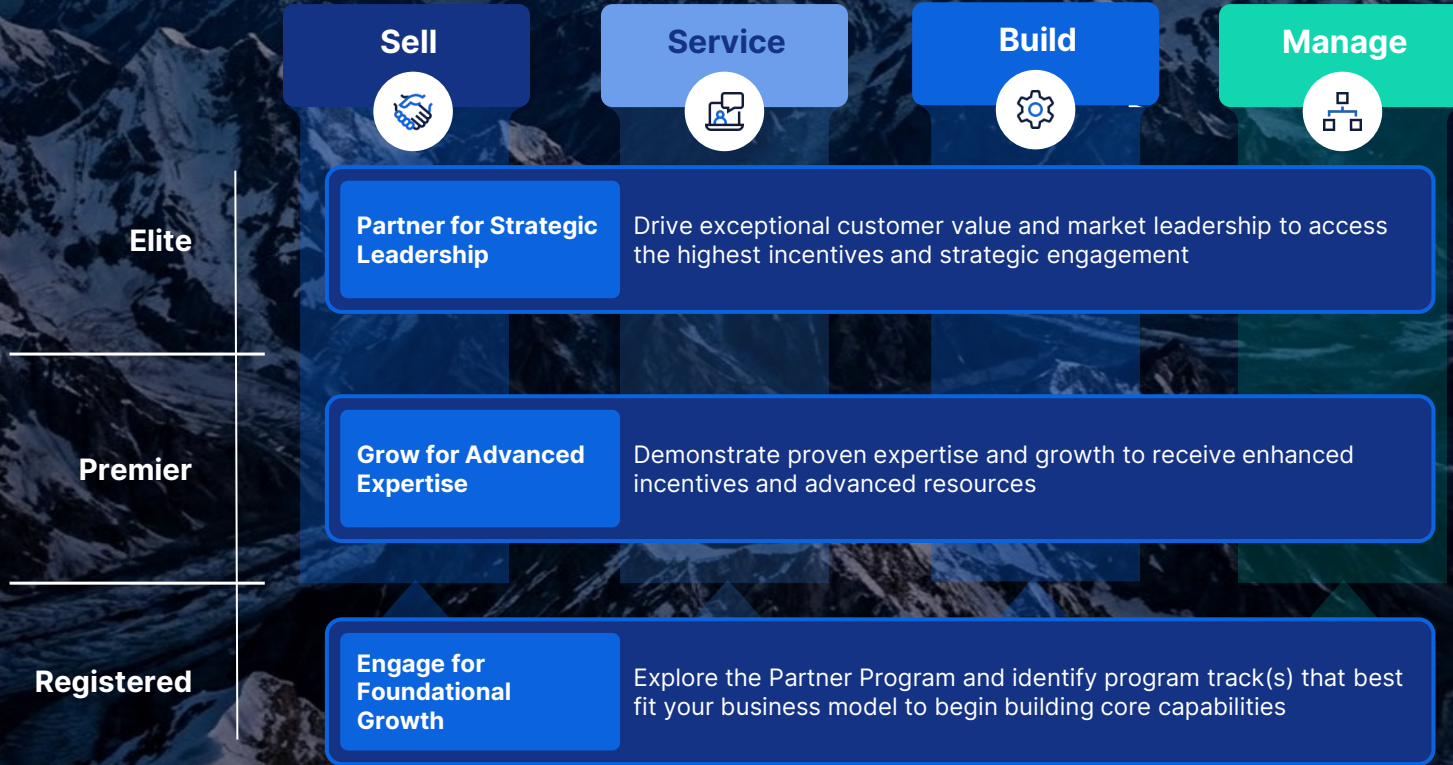 Sell
Service
Build
Manage
Elite
Partner for Strategic
Leadership
Drive exceptional customer value and market leadership to access
the highest incentives and strategic engagement
Premier
Grow for Advanced
Expertise
Demonstrate proven expertise and growth to receive enhanced
incentives and advanced resources
Registered
Engage for
Foundational
Growth
Explore the Partner Program and identify program track(s) that best
fit your business model to begin building core capabilities